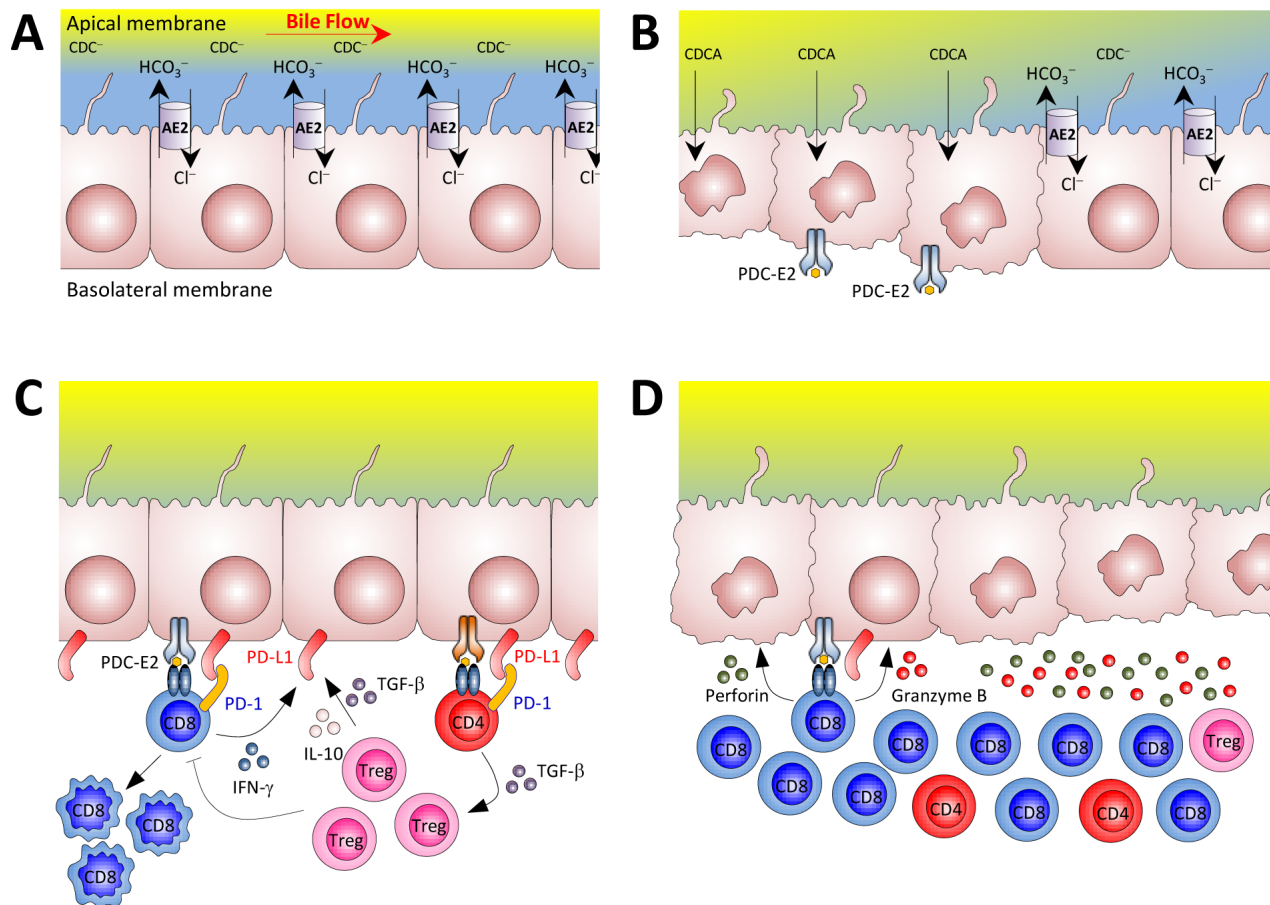 A
Apical membrane
Bile Flow
CDC⁻ CDC⁻ CDC⁻ CDC⁻
HCO₃⁻ HCO₃⁻ HCO₃⁻ HCO₃⁻
AE2 AE2 AE2 AE2
Cl⁻ Cl⁻ Cl⁻ Cl⁻
Basolateral membrane
B
CDCA CDCA CDCA CDC⁻
HCO₃⁻ HCO₃⁻
AE2 AE2
Cl⁻ Cl⁻
PDC-E2
PDC-E2
C
PDC-E2
PD-L1
PD-L1
TGF-β
PD-1
PD-1
CD8
CD4
IL-10
IFN-γ
TGF-β
Treg
Treg
Treg
CD8
CD8
CD8
D
Perforin
Granzyme B
CD8
CD8 CD8 CD8 CD8 CD8 Treg
CD8 CD8 CD4 CD8 CD4 CD8